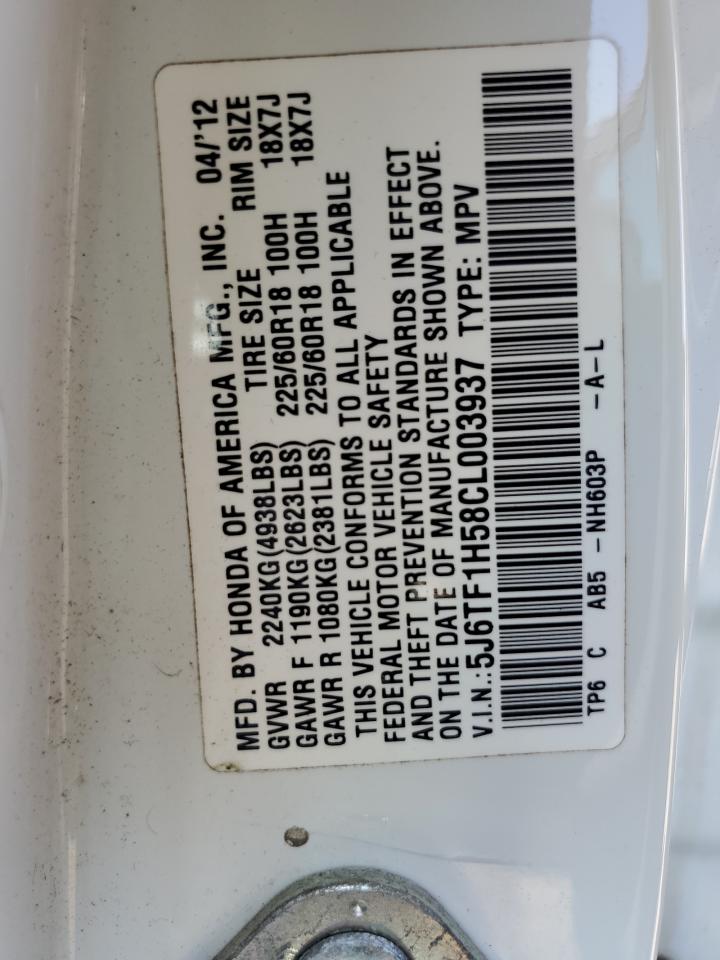 MFD. BY HONDA OF AMERICA MFG., INC. 04/'12
GVWR 2240KG(4938LBS) TIRE SIZE RIM SIZE
GAWR F 1190KG(2623LBS) 225/60R18 100H 18X7J
GAWR R 1080KG(2381LBS) 225/60R18 100H 18X7J
THIS VEHICLE CONFORMS TO ALL APPLICABLE
FEDERAL MOTOR VEHICLE SAFETY
AND THEFT PREVENTION STANDARDS IN EFFECT
ON THE DATE OF MANUFACTURE SHOWN ABOVE.
V.I.N.:5J6TF1H58CL003937 TYPE: MPV
TP6 C AB5 -NH603P -A-L